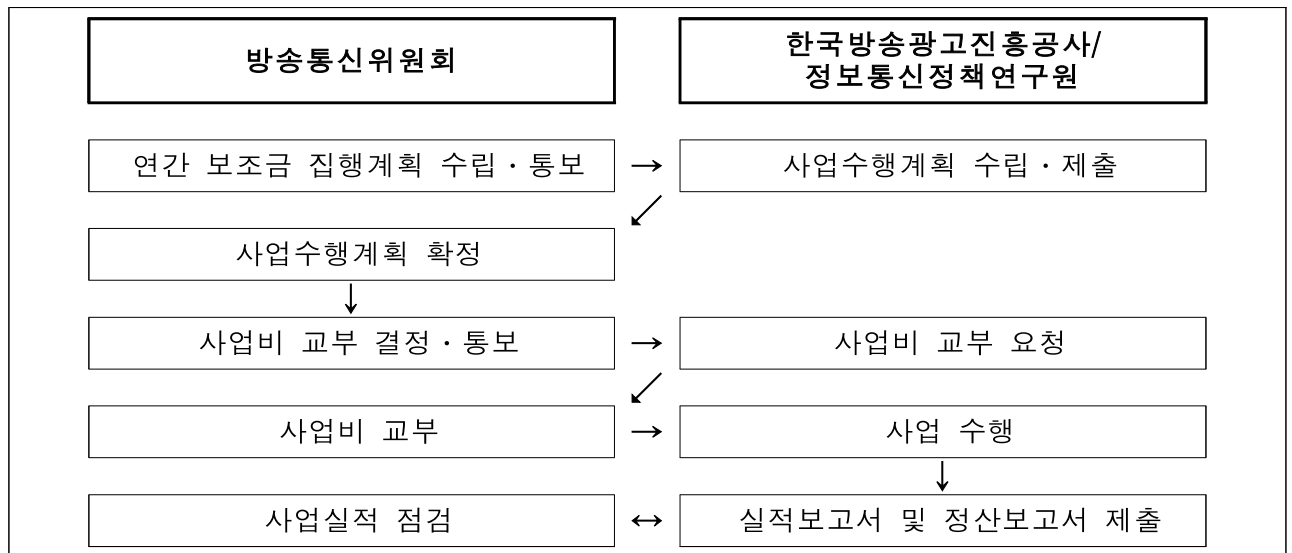 방송통신위원회
한국방송광고진흥공사/
정보통신정책연구원
연간 보조금 집행계획 수립·통보
→
사업수행계획 수립·제출
사업수행계획 확정
사업비 교부 결정·통보
→
사업비 교부 요청
사업비 교부
→
사업 수행
사업실적 점검
↔
실적보고서 및 정산보고서 제출